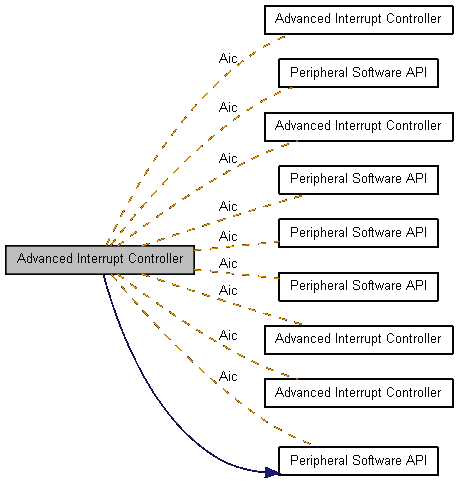 Advanced Interrupt Controller
Aic
Peripheral Software API
Aic
Advanced Interrupt Controller
Aic
Peripheral Software API
Aic
Peripheral Software API
Aic
Advanced Interrupt Controller
Aic
Peripheral Software API
Aic
Advanced Interrupt Controller
Aic
Advanced Interrupt Controller
Aic
Peripheral Software API